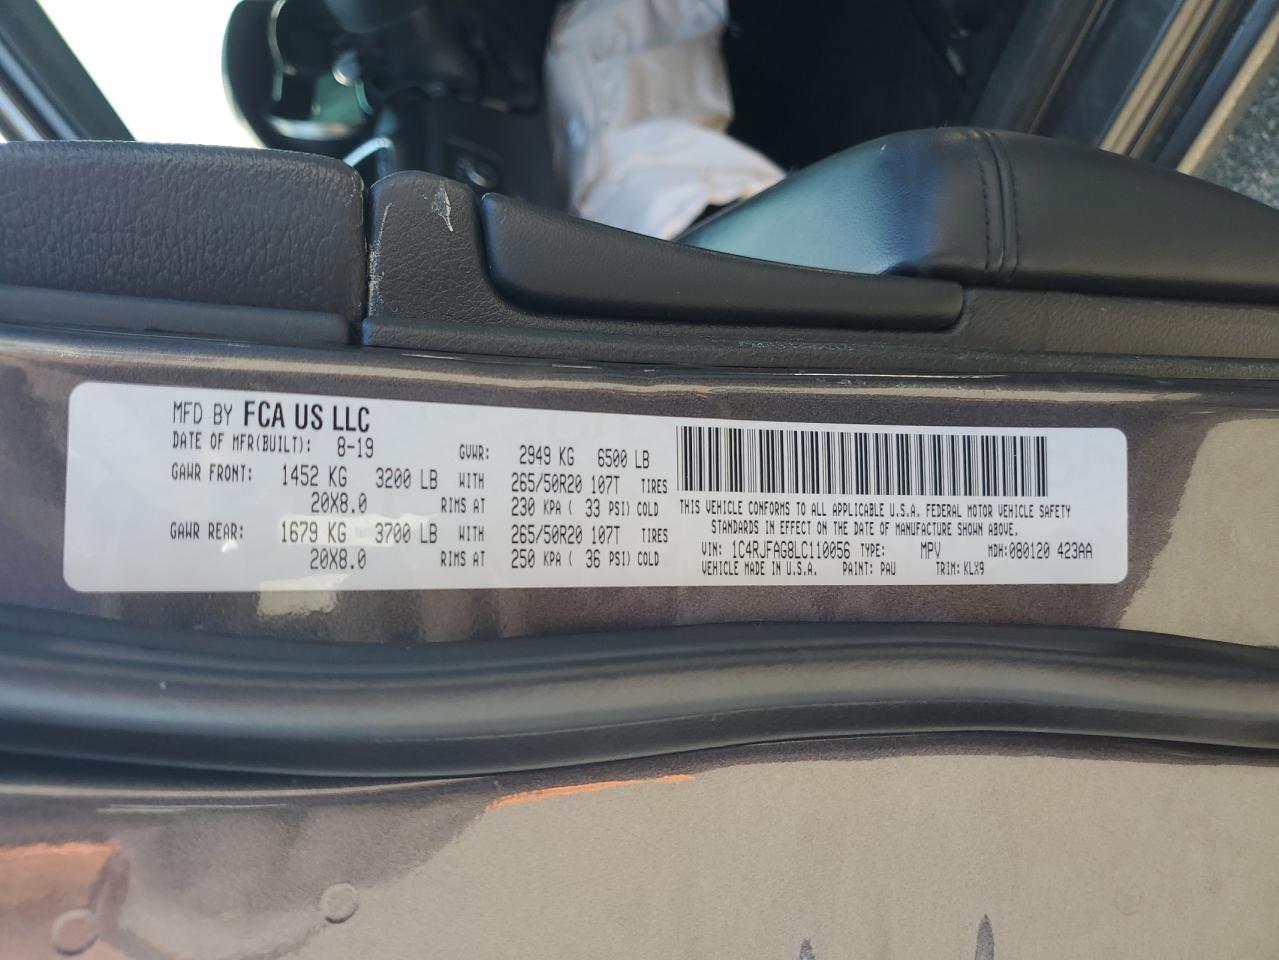 MFD BY FCA US LLC
DATE OF MFR(BUILT): 8-19 GVWR: 2949 KG 6500 LB
GAWR FRONT: 1452 KG 3200 LB WITH 265/50R20 107T TIRES
20X8.0 RIMS AT 230 KPA ( 33 PSI) COLD
GAWR REAR: 1679 KG 3700 LB WITH 265/50R20 107T TIRES
20X8.0 RIMS AT 250 KPA ( 36 PSI) COLD
THIS VEHICLE CONFORMS TO ALL APPLICABLE U.S.A. FEDERAL MOTOR VEHICLE SAFETY
STANDARDS IN EFFECT ON THE DATE OF MANUFACTURE SHOWN ABOVE.
VIN: 1C4RJFAG8LC110056 TYPE: MPV MDH: 080120 423AA
VEHICLE MADE IN U.S.A. PAINT: PAU TRIM: KLX9